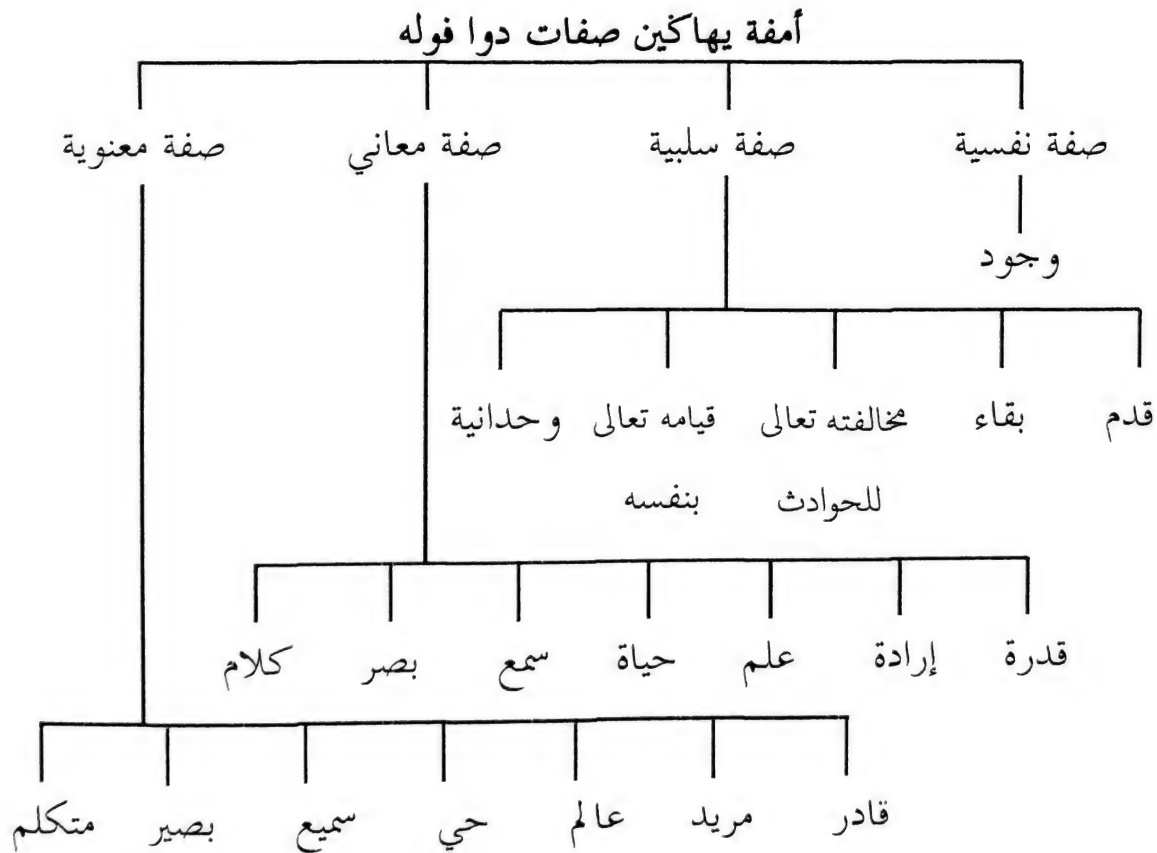 أمفة يهاݢين صفات دوا فوله
صفة نفسية صفة سلبية صفة معاني صفة معنوية
وجود
قدم بقاء مخالفته تعالى قيامه تعالى وحدانية
للحوادث بنفسه
قدرة إرادة علم حياة سمع بصر كلام
قادر مريد عالم حي سميع بصير متكلم